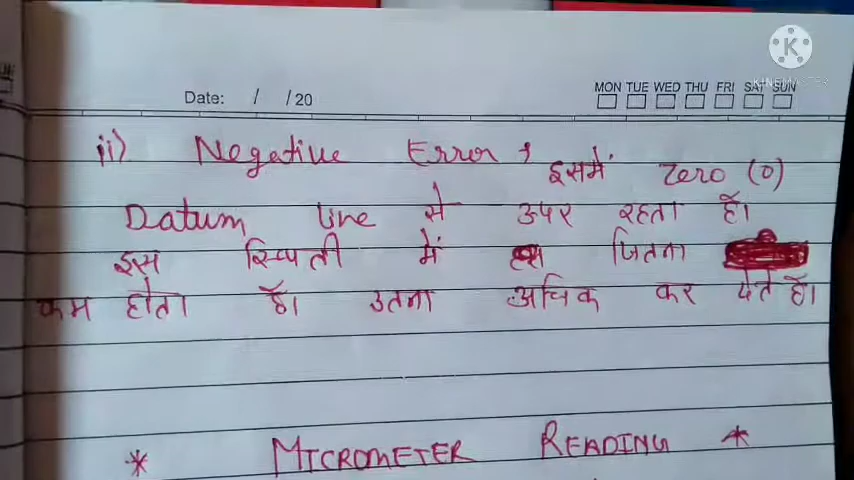 KINEMASTER
Date: / /20
MON TUE WED THU FRI SAT SUN
ii) Negative Error : इसमें zero (0)
Datum line से ऊपर रहता है।
इस स्थिती में जितना
कम होता है। उतना अधिक कर देते है।
* MICROMETER READING *